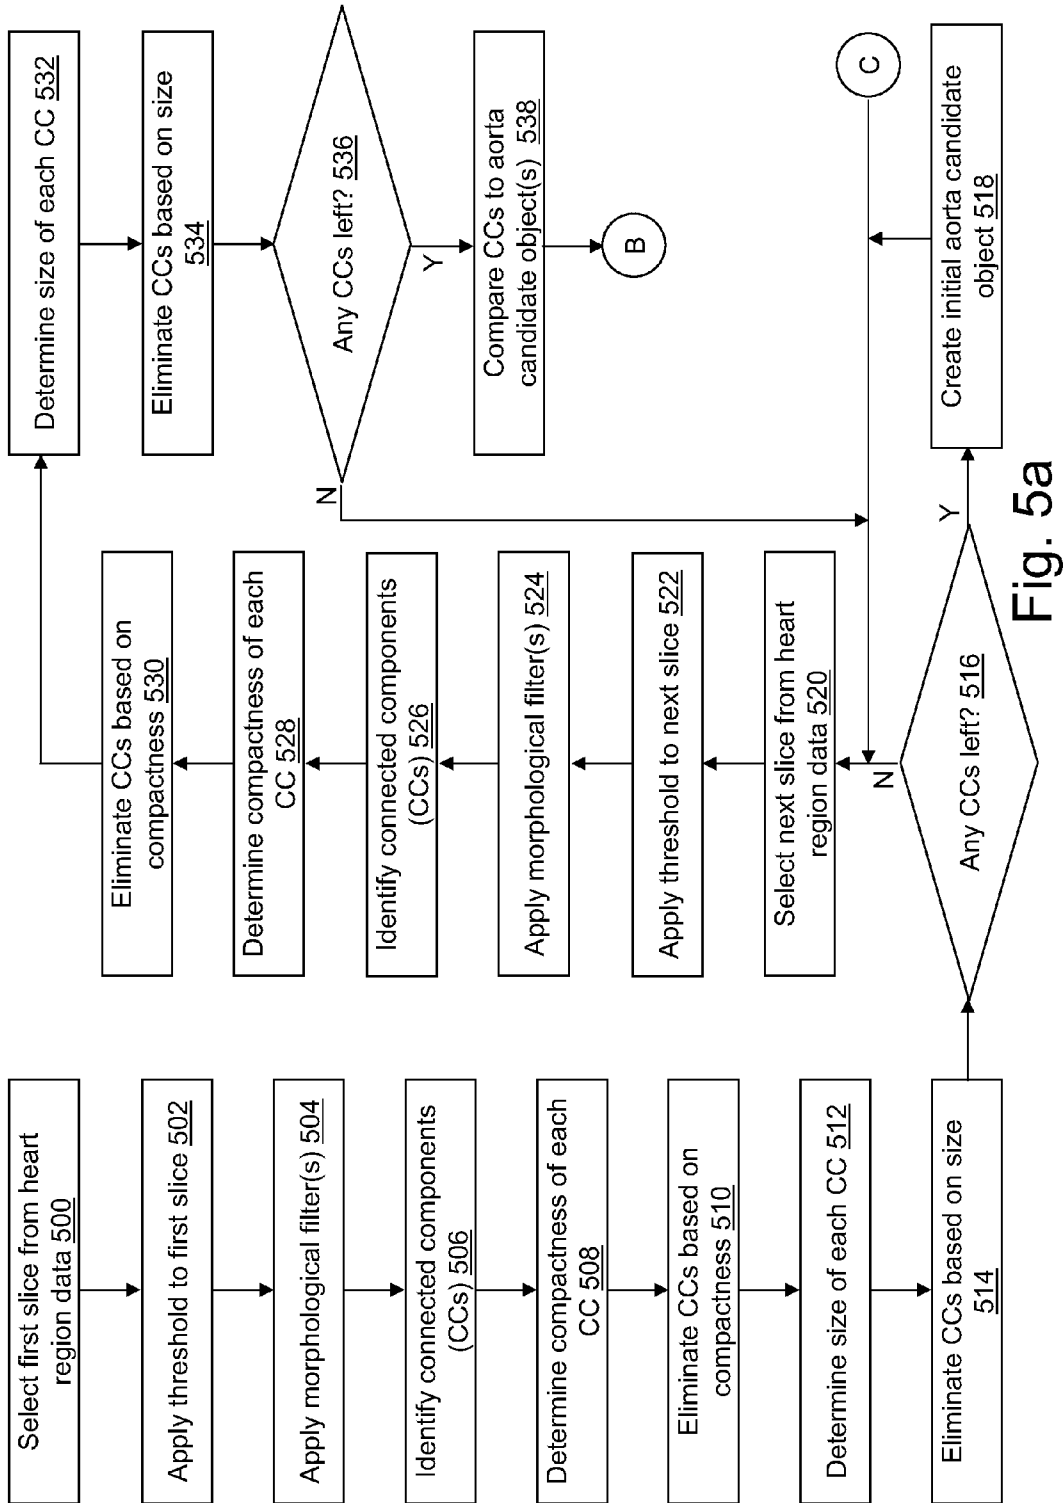 Select first slice from heart
region data 500
Apply threshold to first slice 502
Apply morphological filter(s) 504
Identify connected components
(CCs) 506
Determine compactness of each
CC 508
Eliminate CCs based on
compactness 510
Determine size of each CC 512
Eliminate CCs based on size
514
Any CCs left? 516
N
Y
Create initial aorta candidate
object 518
Select next slice from heart
region data 520
Apply threshold to next slice 522
Apply morphological filter(s) 524
Identify connected components
(CCs) 526
Determine compactness of each
CC 528
Eliminate CCs based on
compactness 530
Determine size of each CC 532
Eliminate CCs based on size
534
Any CCs left? 536
N
Y
Compare CCs to aorta
candidate object(s) 538
B
C
Fig. 5a